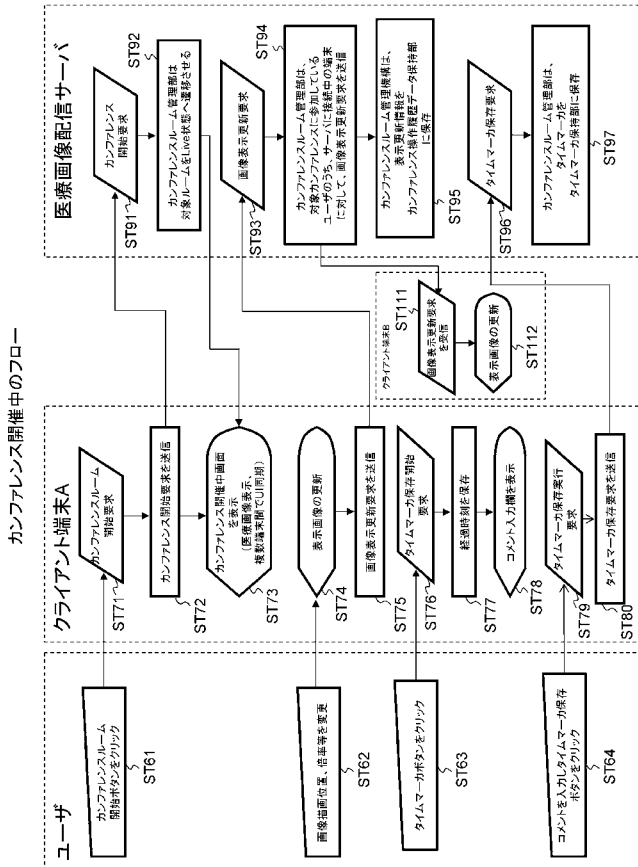 カンファレンス開催中のフロー
ユーザ
カンファレンスルーム
開始ボタンをクリック
ST61
画像描画位置、倍率等を変更
ST62
タイムマーカボタンをクリック
ST63
コメントを入力しタイムマーカ保存
ボタンをクリック
ST64
クライアント端末A
カンファレンスルーム
開始要求
ST71
カンファレンス開始要求を送信
ST72
カンファレンス開催中画面
を表示
(医療画像表示、
複数端末間でUI同期)
ST73
表示画像の更新
ST74
画像表示更新要求を送信
ST75
タイムマーカ保存開始
要求
ST76
経過時刻を保存
ST77
コメント入力欄を表示
ST78
タイムマーカ保存実行
要求
ST79
タイムマーカ保存要求を送信
ST80
クライアント端末B
ST111
画像表示更新要求
を受信
表示画像の更新
ST112
医療画像配信サーバ
カンファレンス
開始要求
ST91
ST92
カンファレンスルーム管理部は
対象ルームをLive状態へ遷移させる
画像表示更新要求
ST93
ST94
カンファレンスルーム管理部は、
対象カンファレンスに参加している
ユーザのうち、サーバに接続中の端末
に対して、画像表示更新要求を送信
カンファレンスルーム管理機構は、
表示更新情報を
カンファレンス操作履歴データ保持部
に保存
ST95
タイムマーカ保存要求
ST96
カンファレンスルーム管理部は、
タイムマーカを
タイムマーカ保持部に保存
ST97